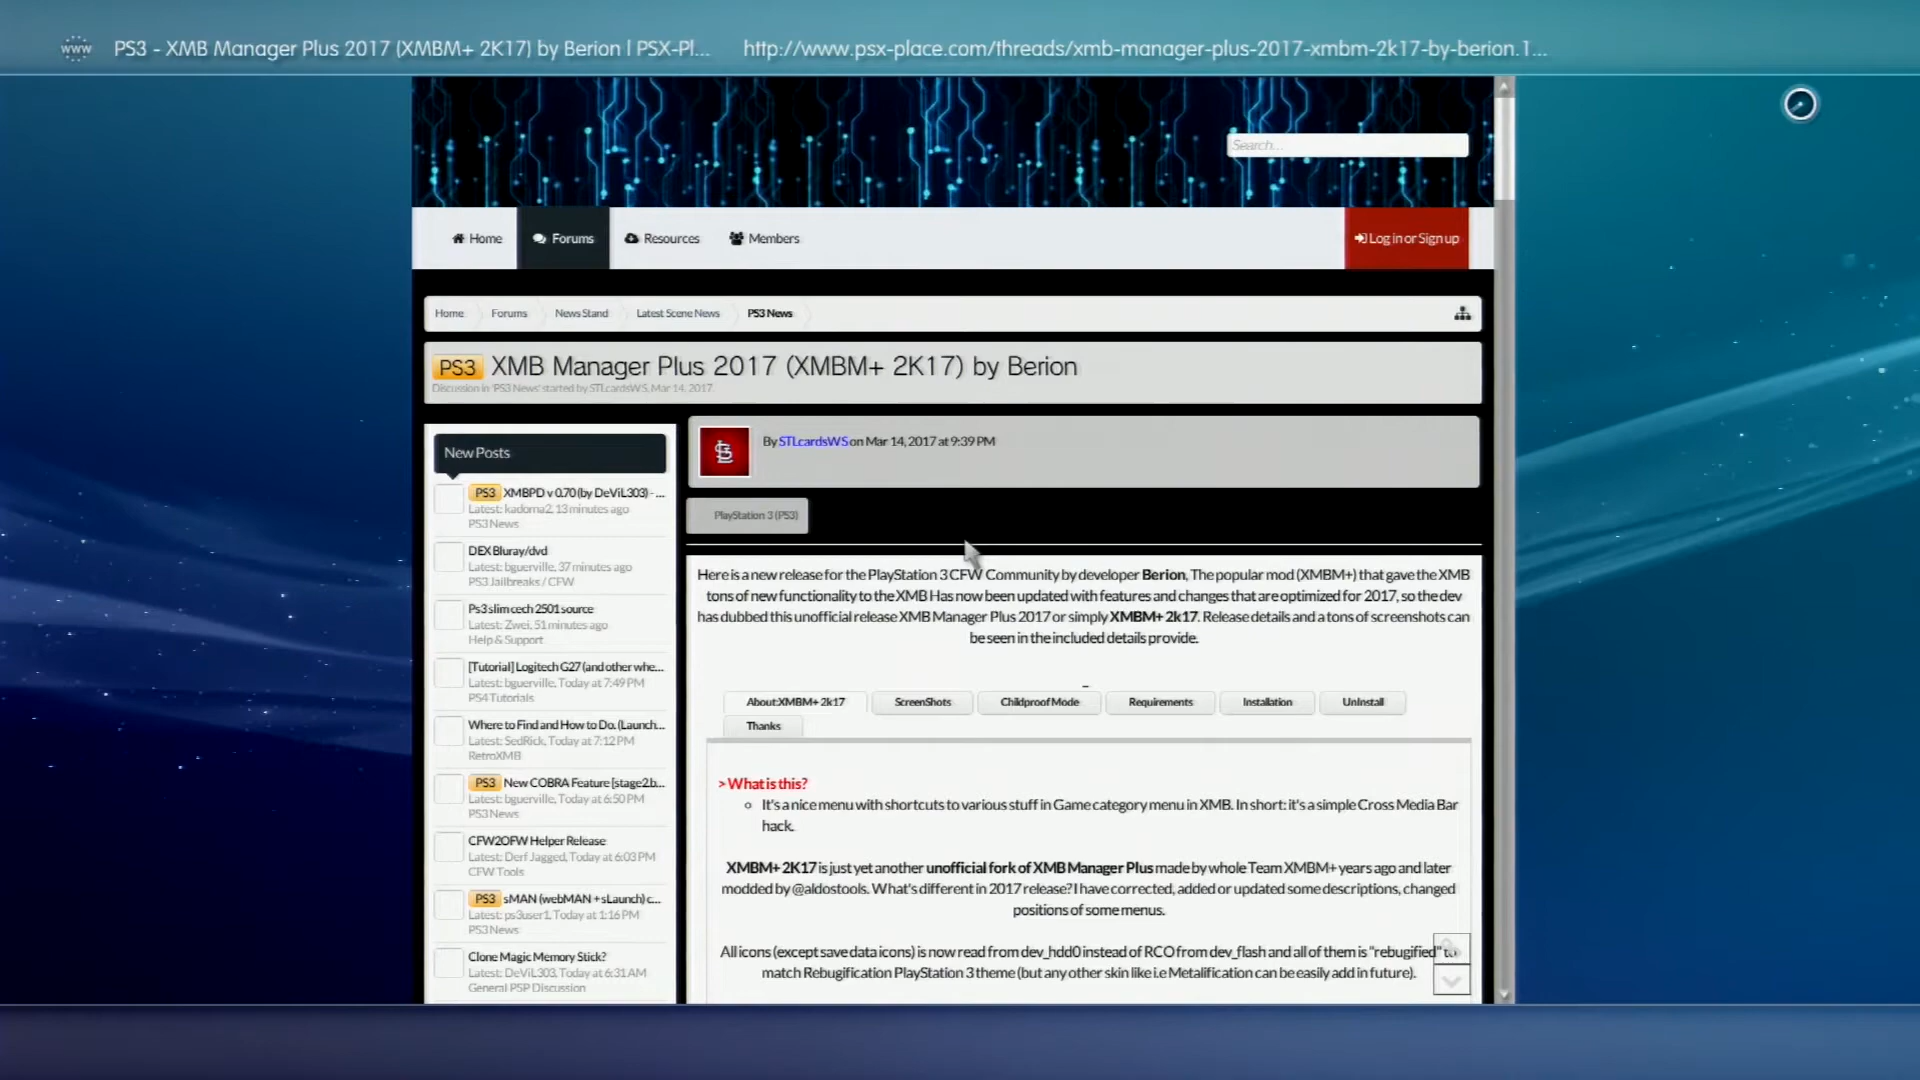 www PS3 - XMB Manager Plus 2017 (XMBM+ 2K17) by Berion | PSX-Pl... http://www.psx-place.com/threads/xmb-manager-plus-2017-xmbm-2k17-by-berion.1...
Search...
Home Forums Resources Members Log in or Sign up
Home Forums News Stand Latest Scene News PS3 News
PS3 XMB Manager Plus 2017 (XMBM+ 2K17) by Berion
Discussion in 'PS3 News' started by STLcardsWS, Mar 14, 2017.
New Posts
PS3 XMBPD v 0.70 (by DeViL303) - ...
Latest: kadorna2, 13 minutes ago
PS3 News
DEX Bluray/dvd
Latest: bguerville, 37 minutes ago
PS3 Jailbreaks / CFW
Ps3 slim cech 2501 source
Latest: Zwei, 51 minutes ago
Help & Support
[Tutorial] Logitech G27 (and other whe...
Latest: bguerville, Today at 7:49 PM
PS4 Tutorials
Where to Find and How to Do. (Launch...
Latest: SedRick, Today at 7:12 PM
RetroXMB
PS3 New COBRA Feature [stage2.b...
Latest: bguerville, Today at 6:50 PM
PS3 News
CFW2OFW Helper Release
Latest: Derf Jagged, Today at 6:03 PM
CFW Tools
PS3 sMAN (webMAN + sLaunch) c...
Latest: ps3user1, Today at 1:16 PM
PS3 News
Clone Magic Memory Stick?
Latest: DeViL303, Today at 6:31 AM
General PSP Discussion
By STLcardsWS on Mar 14, 2017 at 9:39 PM
PlayStation 3 (PS3)
Here is a new release for the PlayStation 3 CFW Community by developer Berion, The popular mod (XMBM+) that gave the XMB
tons of new functionality to the XMB Has now been updated with features and changes that are optimized for 2017, so the dev
has dubbed this unofficial release XMB Manager Plus 2017 or simply XMBM+ 2k17. Release details and a tons of screenshots can
be seen in the included details provide.
About:XMBM+ 2k17 ScreenShots Childproof Mode Requirements Installation UnInstall
Thanks
> What is this?
It's a nice menu with shortcuts to various stuff in Game category menu in XMB. In short: it's a simple Cross Media Bar
hack.
XMBM+ 2K17 is just yet another unofficial fork of XMB Manager Plus made by whole Team XMBM+ years ago and later
modded by @aldostools. What's different in 2017 release? I have corrected, added or updated some descriptions, changed
positions of some menus.
All icons (except save data icons) is now read from dev_hdd0 instead of RCO from dev_flash and all of them is "rebugified" to
match Rebugification PlayStation 3 theme (but any other skin like i.e Metalification can be easily add in future).